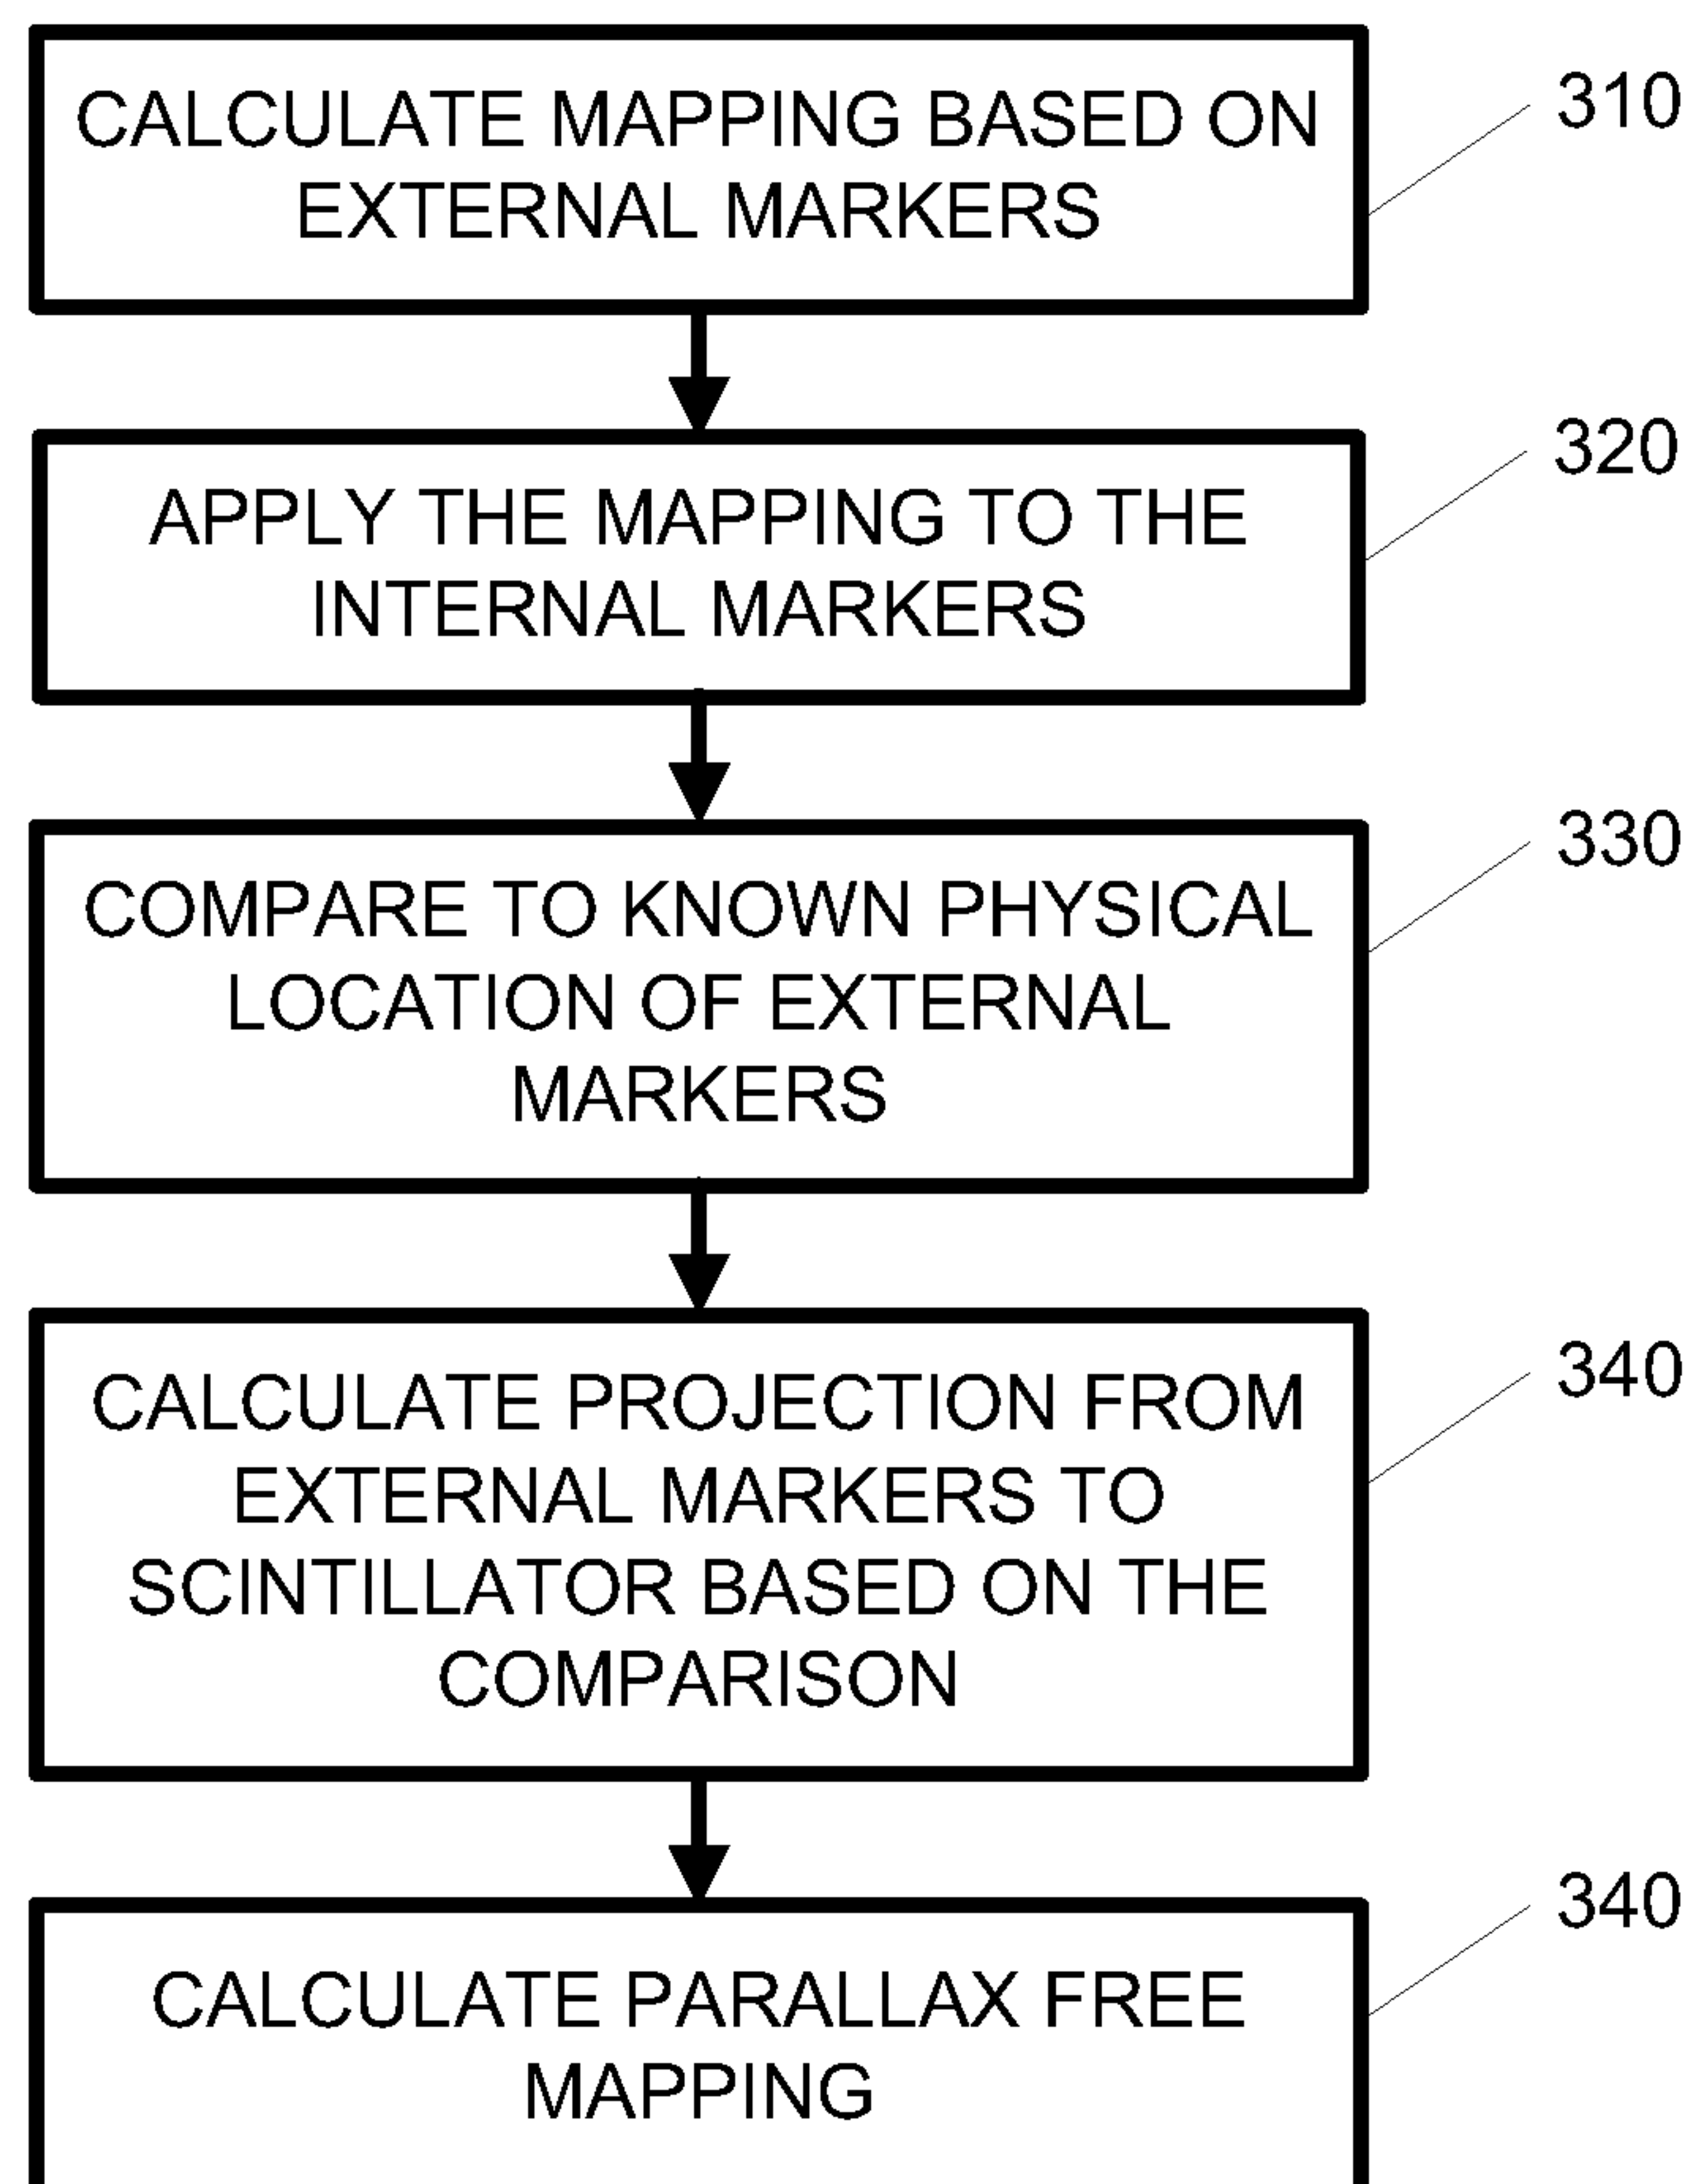 CALCULATE MAPPING BASED ON
EXTERNAL MARKERS
310
APPLY THE MAPPING TO THE
INTERNAL MARKERS
320
COMPARE TO KNOWN PHYSICAL
LOCATION OF EXTERNAL
MARKERS
330
CALCULATE PROJECTION FROM
EXTERNAL MARKERS TO
SCINTILLATOR BASED ON THE
COMPARISON
340
CALCULATE PARALLAX FREE
MAPPING
340